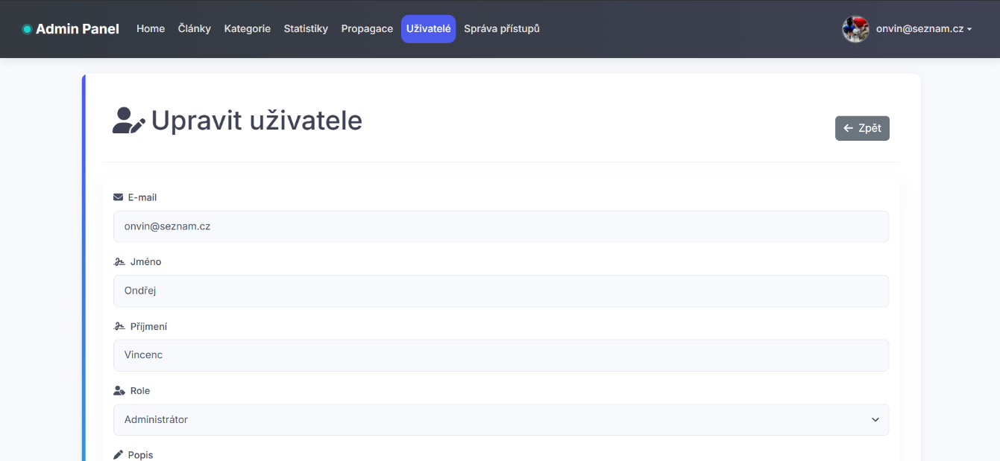 Admin Panel Home Články Kategorie Statistiky Propagace Uživatelé Správa přístupů onvin@seznam.cz
Upravit uživatele
Zpět
E-mail
onvin@seznam.cz
Jméno
Ondřej
Příjmení
Vincenc
Role
Administrátor
Popis